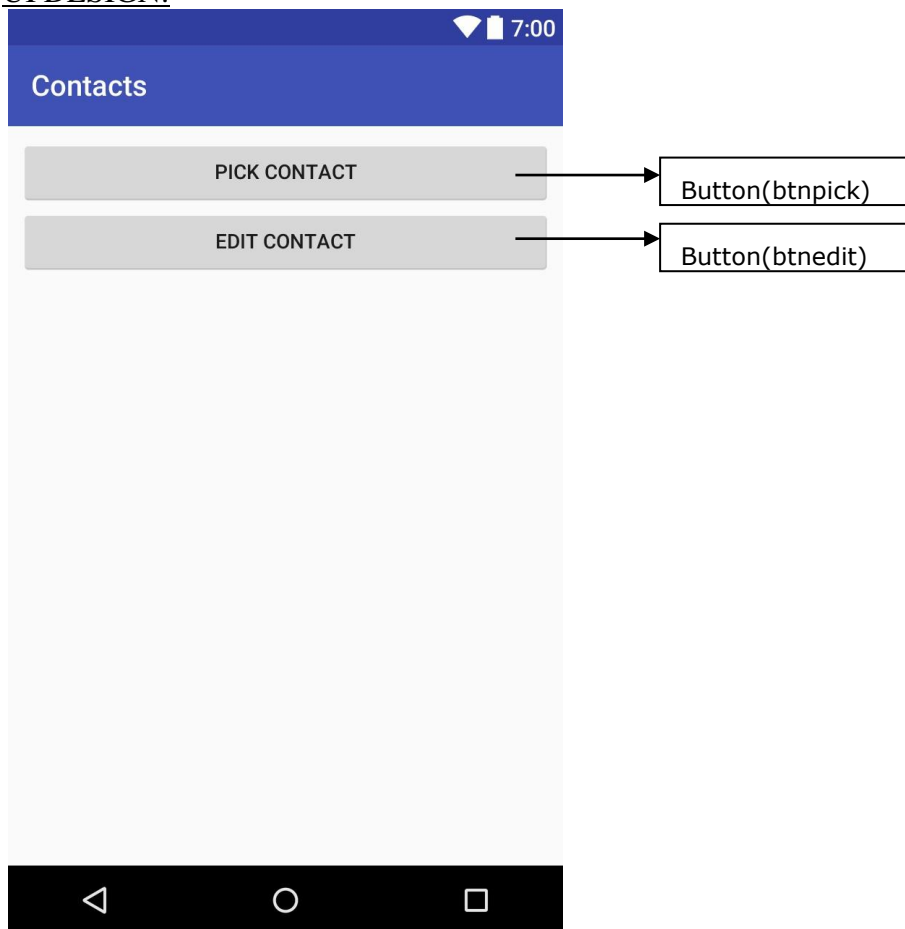 UI DESIGN:
7:00
Contacts
PICK CONTACT
Button(btnpick)
EDIT CONTACT
Button(btnedit)